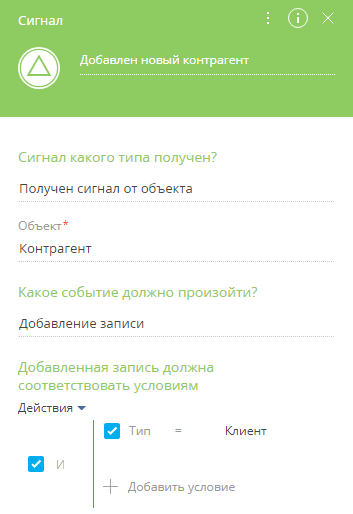 Сигнал
Добавлен новый контрагент
Сигнал какого типа получен?
Получен сигнал от объекта
Объект*
Контрагент
Какое событие должно произойти?
Добавление записи
Добавленная запись должна
соответствовать условиям
Действия
Тип = Клиент
И
Добавить условие